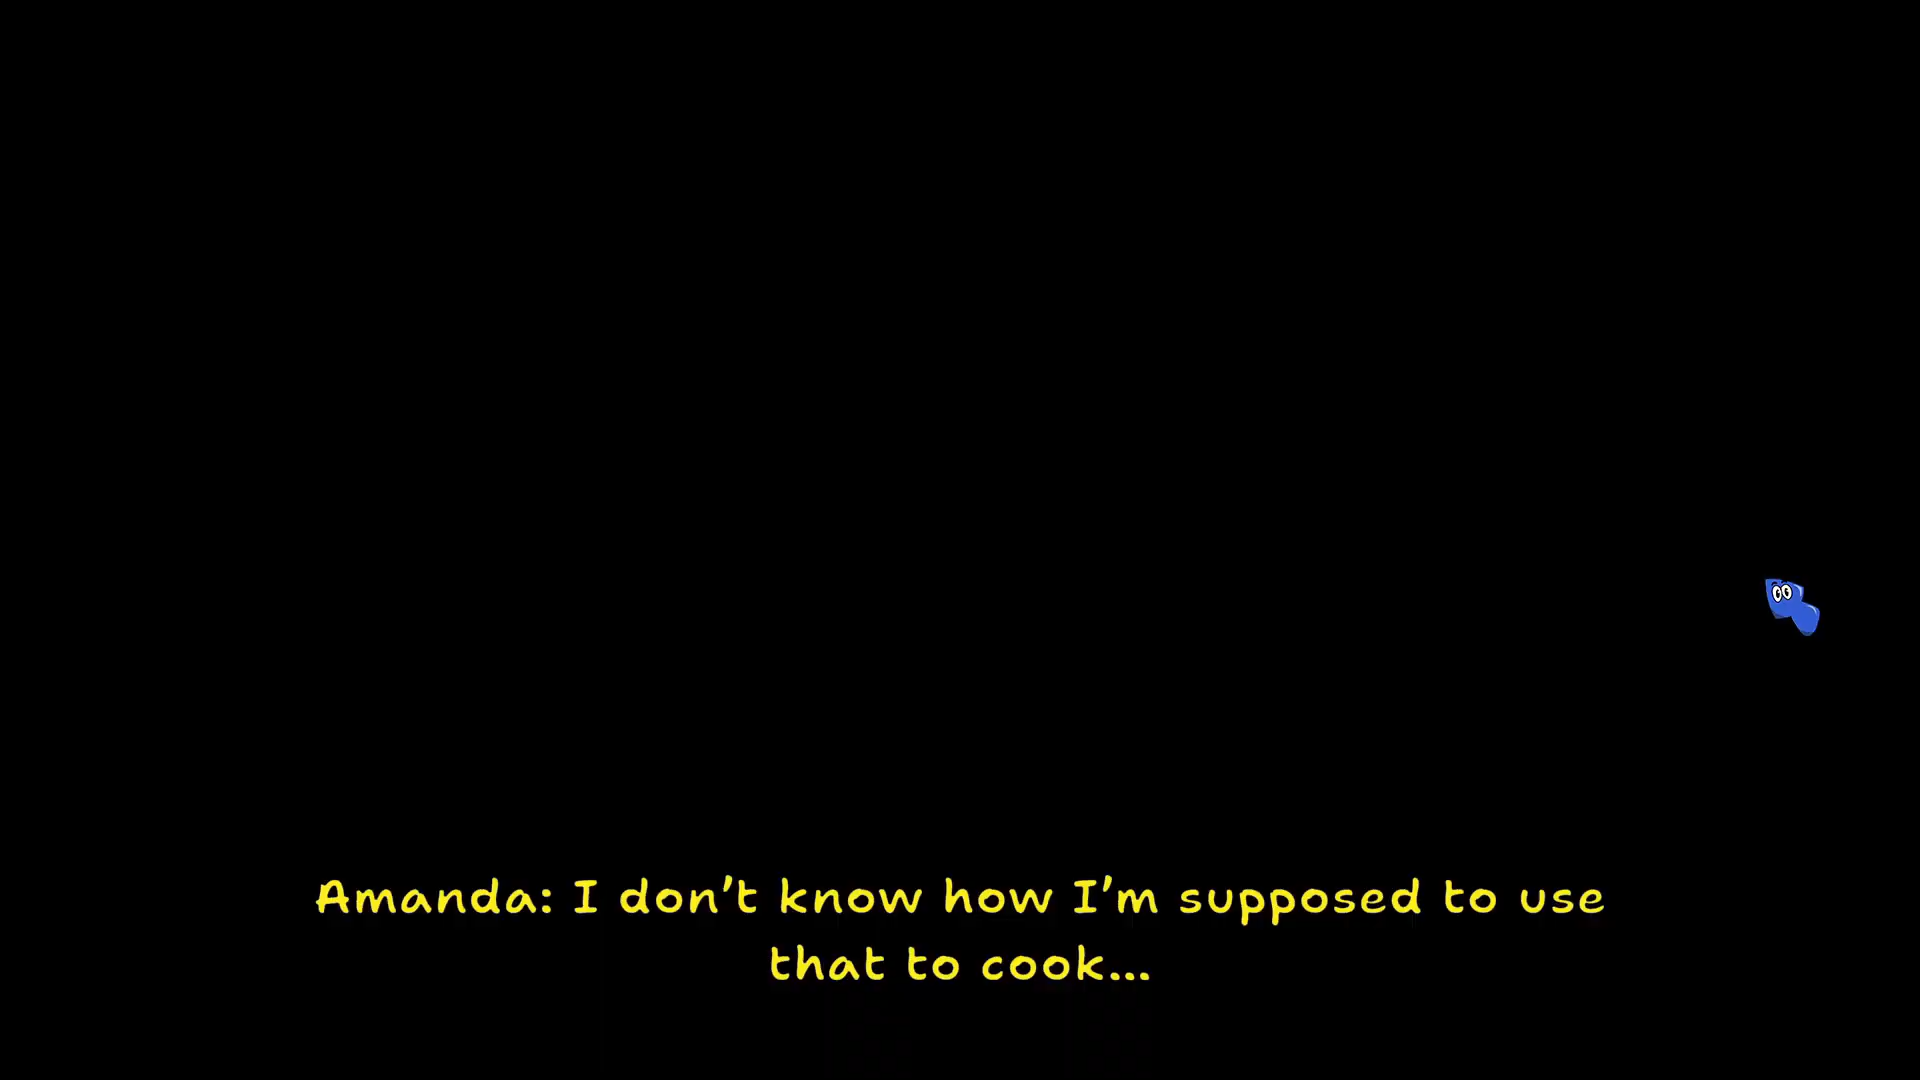 Amanda: I don't know how I'm supposed to use
that to cook...